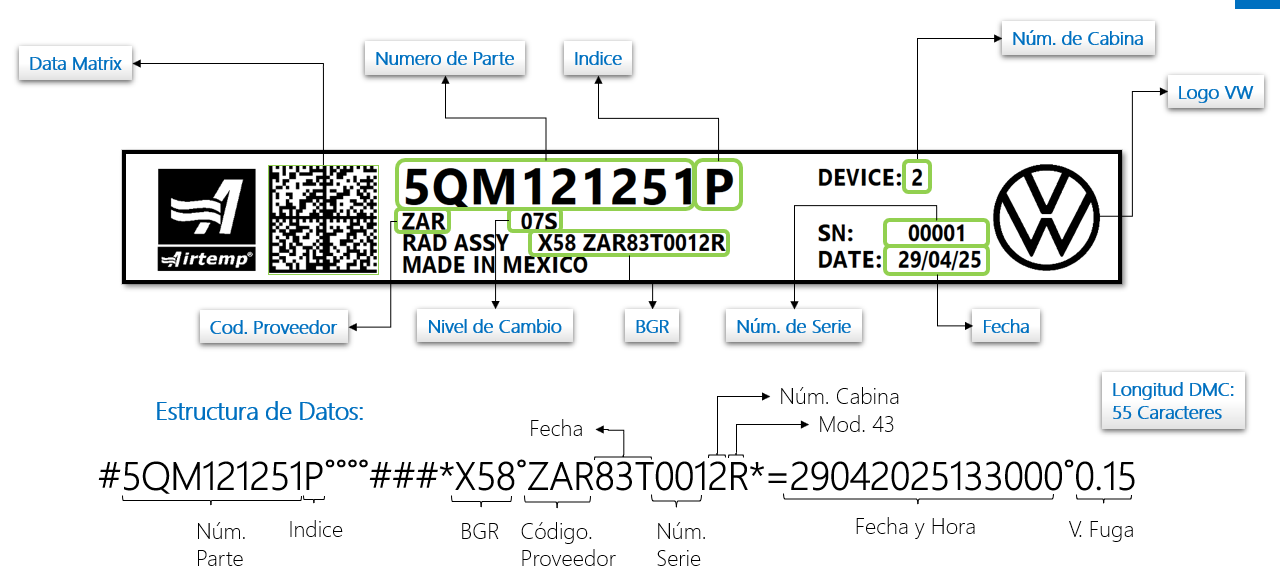 Núm. de Cabina
Data Matrix
Numero de Parte
Indice
Logo VW
5QM121251P
DEVICE: 2
ZAR 07S
RAD ASSY X58 ZAR83T0012R
SN: 00001
MADE IN MEXICO
DATE: 29/04/25
Airtemp®
Cod. Proveedor
Nivel de Cambio
BGR
Núm. de Serie
Fecha
Longitud DMC:
55 Caracteres
Estructura de Datos:
Núm. Cabina
Fecha
Mod. 43
#5QM121251P°°°°###*X58°ZAR83T0012R*=29042025133000°0.15
Núm.
Parte
Indice
BGR
Código.
Proveedor
Núm.
Serie
Fecha y Hora
V. Fuga